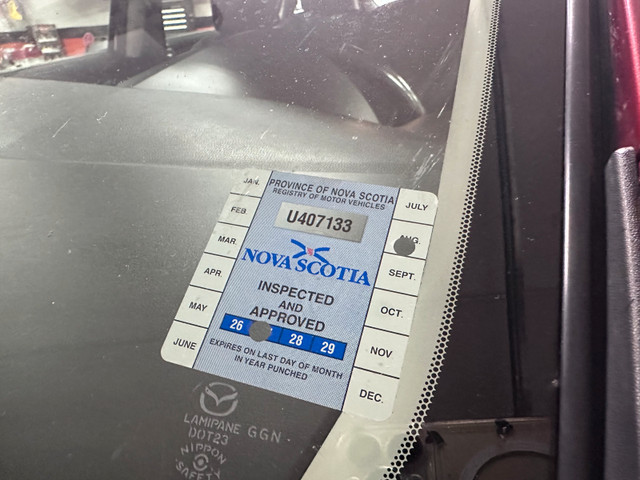 PROVINCE OF NOVA SCOTIA
REGISTRY OF MOTOR VEHICLES
U407133
NOVA SCOTIA
INSPECTED
AND
APPROVED
26 28 29
EXPIRES ON LAST DAY OF MONTH
IN YEAR PUNCHED
JAN.
FEB.
MAR.
APR.
MAY
JUNE
JULY
AUG.
SEPT.
OCT.
NOV
DEC.
LAMIPANE GGN
DOT23
NIPPON
SAFETY